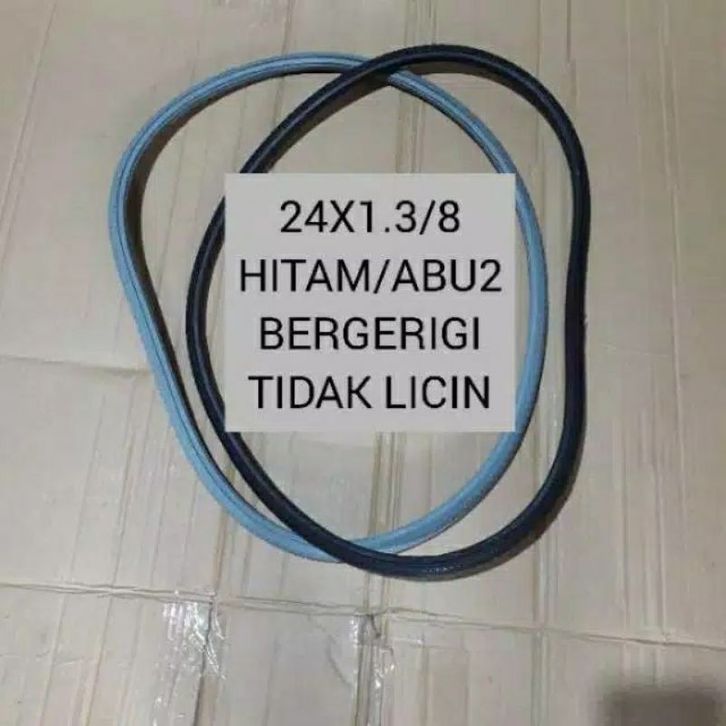 24X1.3/8
HITAM/ABU2
BERGERIGI
TIDAK LICIN